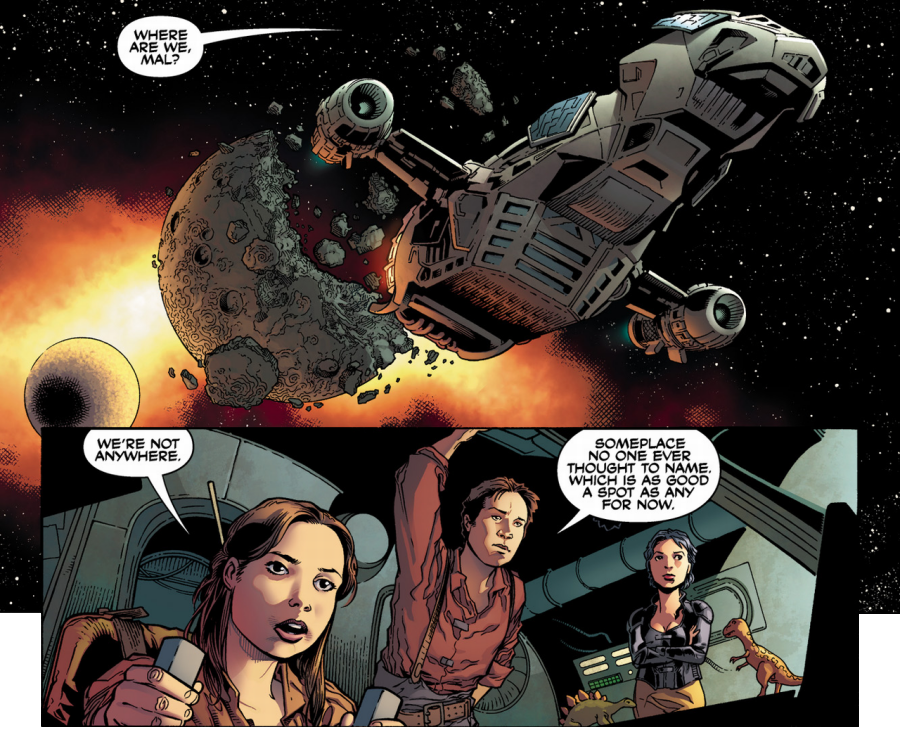 WHERE
ARE WE,
MAL?
WE'RE NOT
ANYWHERE.
SOMEPLACE
NO ONE EVER
THOUGHT TO NAME.
WHICH IS AS GOOD
A SPOT AS ANY
FOR NOW.